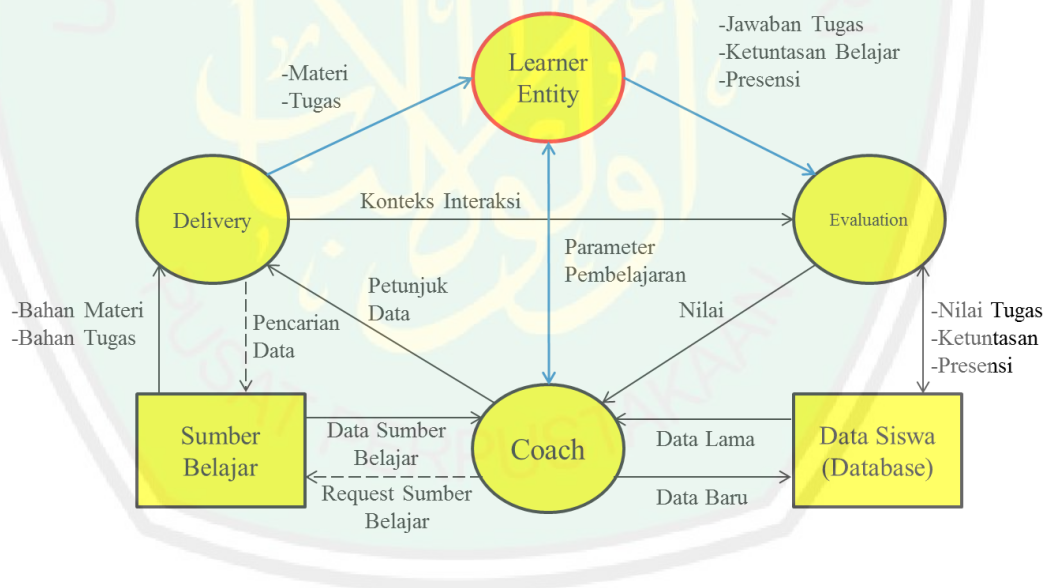 -Jawaban Tugas
-Ketuntasan Belajar
-Presensi
Learner
Entity
-Materi
-Tugas
Konteks Interaksi
Delivery
Evaluation
Parameter
Pembelajaran
Petunjuk
Data
Nilai
-Bahan Materi
-Bahan Tugas
Pencarian
Data
-Nilai Tugas
-Ketuntasan
-Presensi
Sumber
Belajar
Data Sumber
Belajar
Request Sumber
Belajar
Coach
Data Lama
Data Baru
Data Siswa
(Database)
PUSAT PERPUSTAKAAN